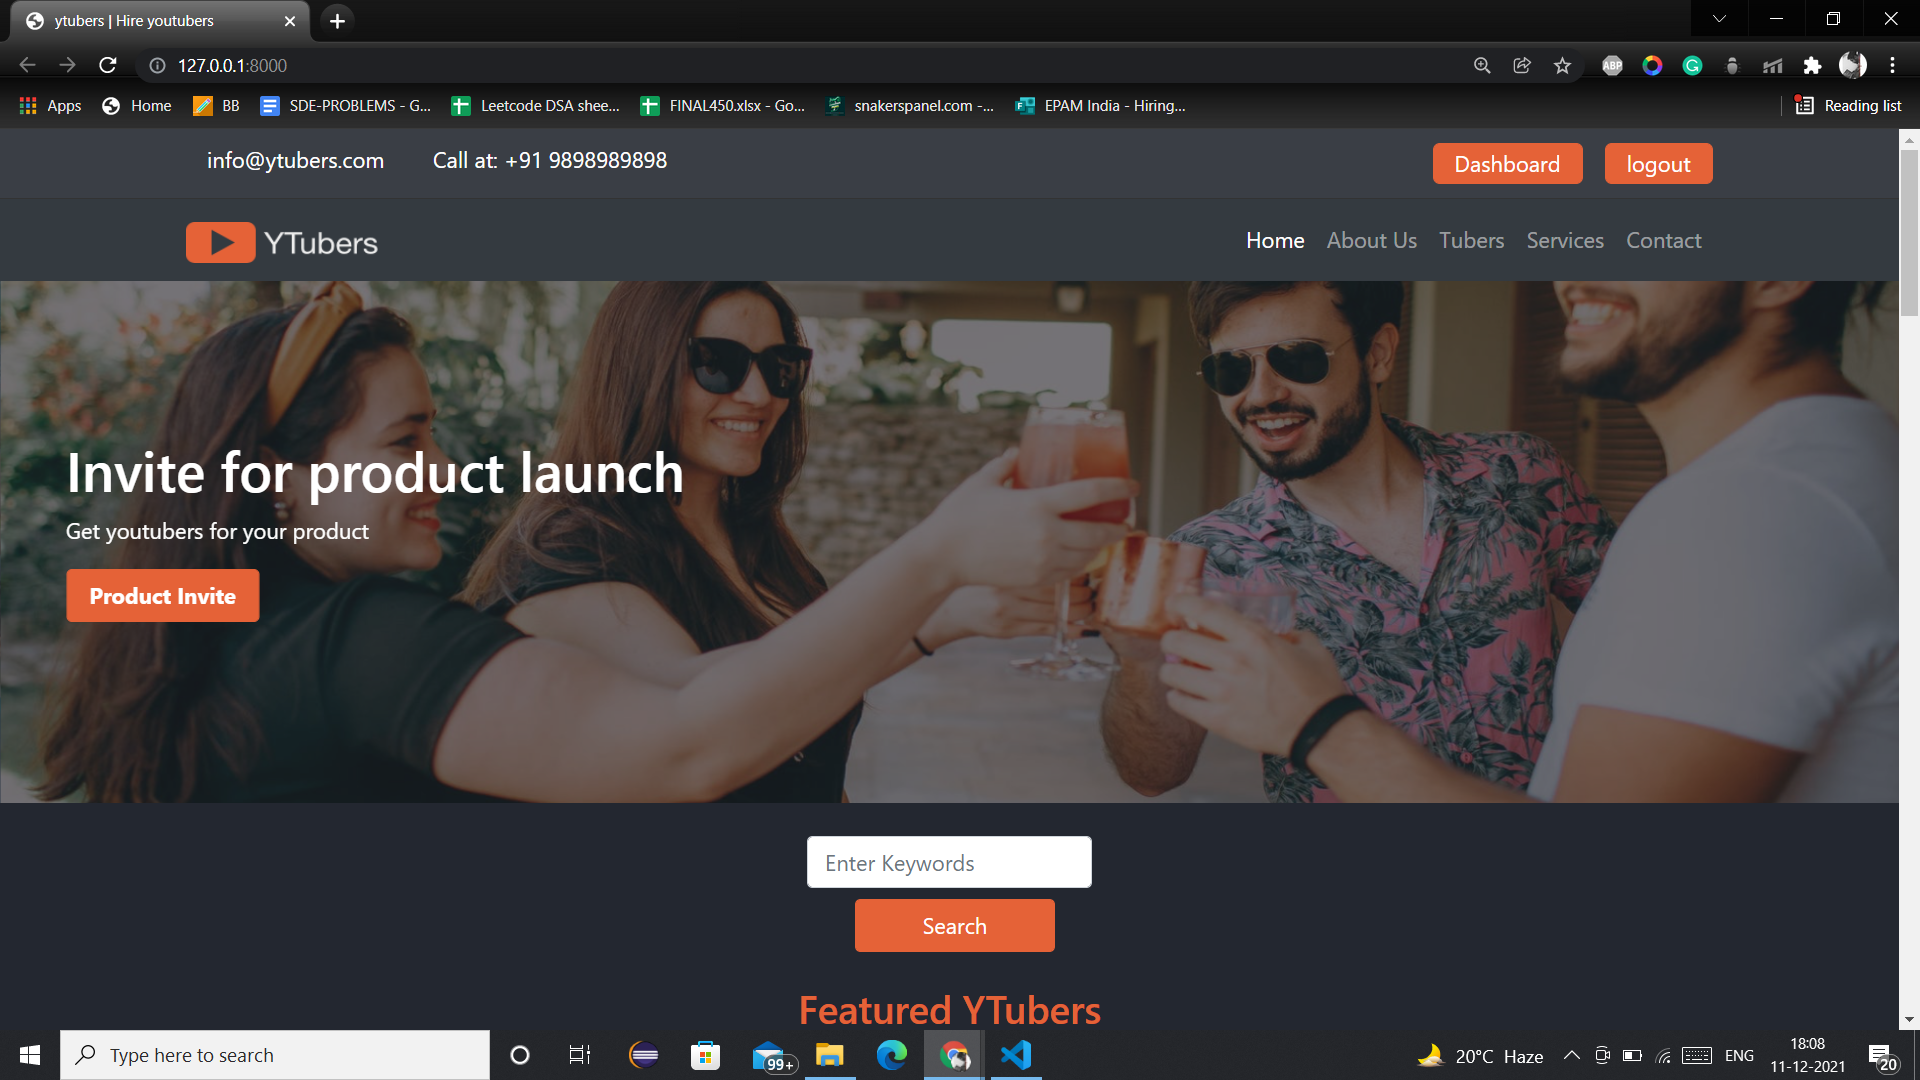 ytubers | Hire youtubers
127.0.0.1:8000
ABP
Apps
Home
BB
SDE-PROBLEMS - G...
Leetcode DSA shee...
FINAL450.xlsx - Go...
snakerspanel.com -...
EPAM India - Hiring...
Reading list
info@ytubers.com
Call at: +91 9898989898
Dashboard
logout
YTubers
Home
About Us
Tubers
Services
Contact
Invite for product launch
Get youtubers for your product
Product Invite
Enter Keywords
Search
Featured YTubers
Type here to search
99+
20°C Haze
ENG
18:08
11-12-2021
20